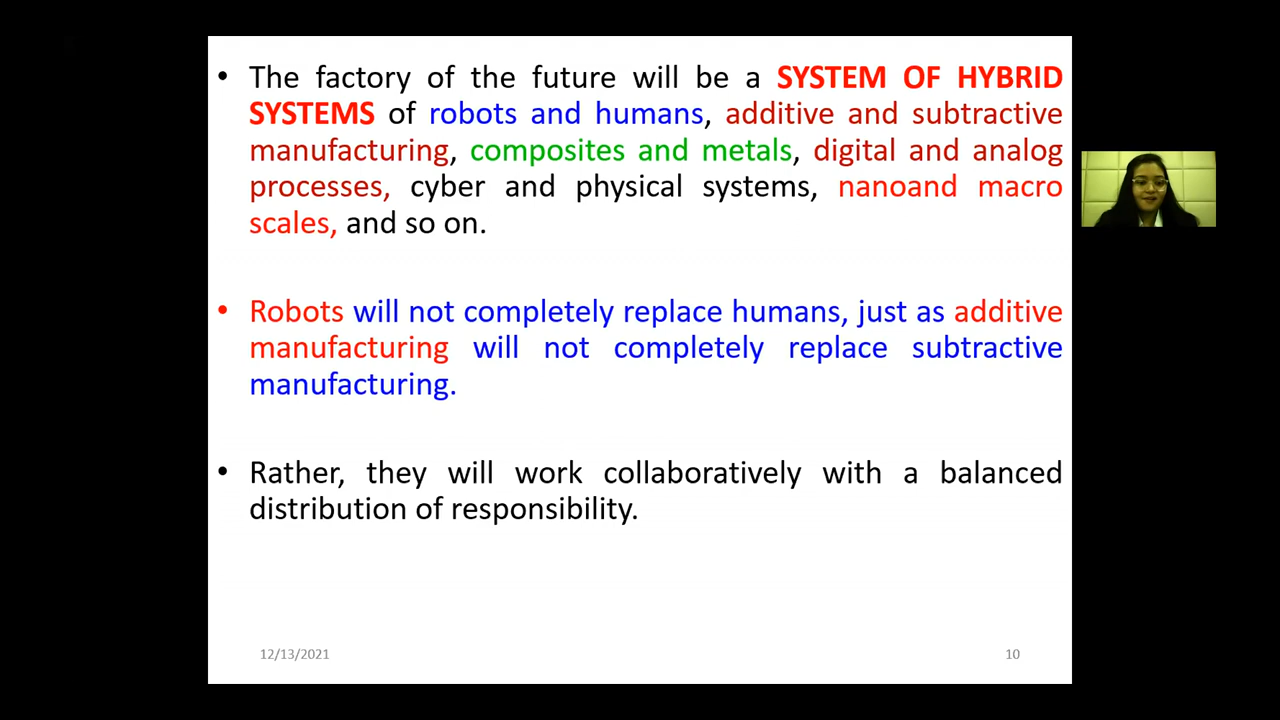 • The factory of the future will be a SYSTEM OF HYBRID
SYSTEMS of robots and humans, additive and subtractive
manufacturing, composites and metals, digital and analog
processes, cyber and physical systems, nanoand macro
scales, and so on.
• Robots will not completely replace humans, just as additive
manufacturing will not completely replace subtractive
manufacturing.
• Rather, they will work collaboratively with a balanced
distribution of responsibility.
12/13/2021
10